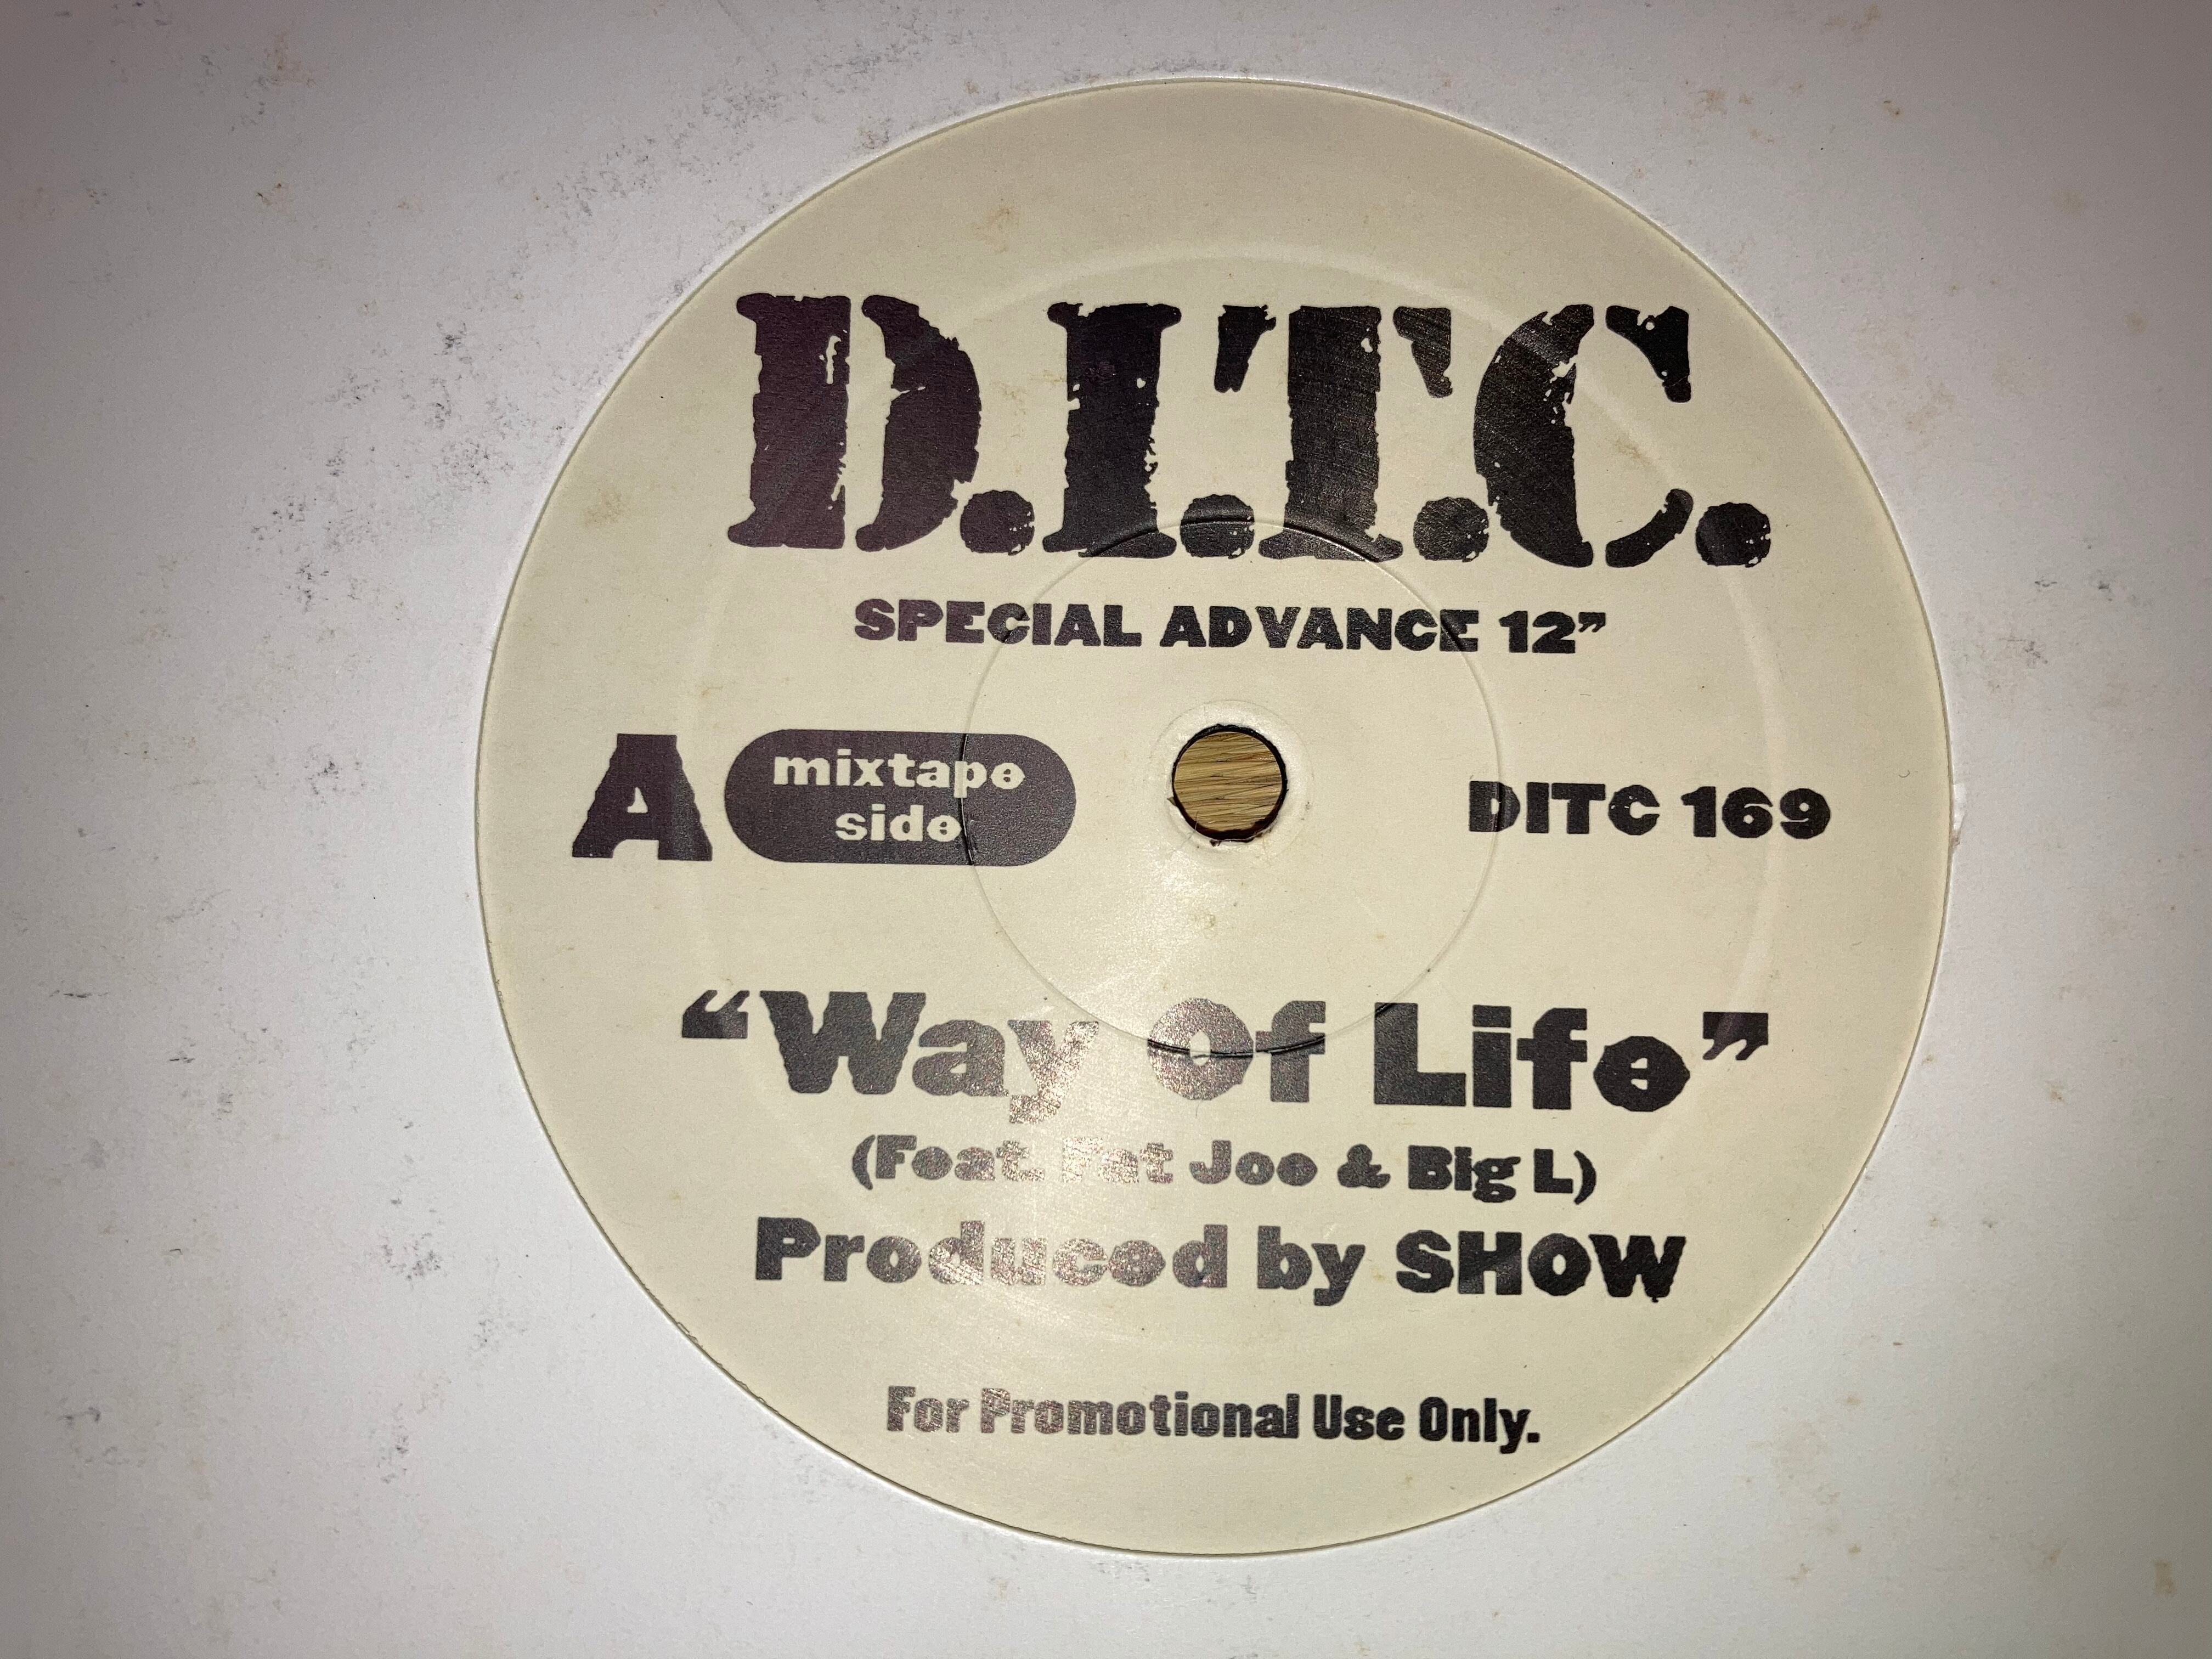 D.I.T.C.
SPECIAL ADVANCE 12”
A mixtape side DITC 169
“Way Of Life”
(Feat. Fat Joe & Big L)
Produced by SHOW
For Promotional Use Only.